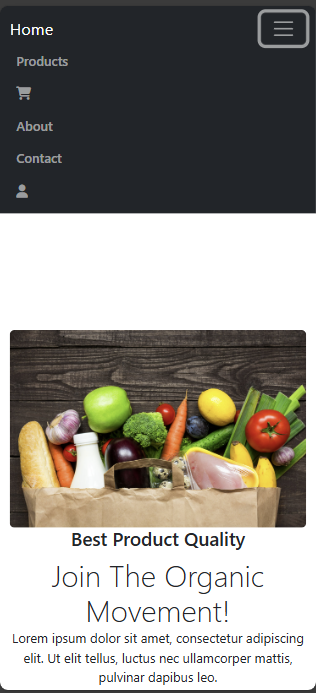 Home
Products
About
Contact
Best Product Quality
Join The Organic
Movement!
Lorem ipsum dolor sit amet, consectetur adipiscing
elit. Ut elit tellus, luctus nec ullamcorper mattis,
pulvinar dapibus leo.